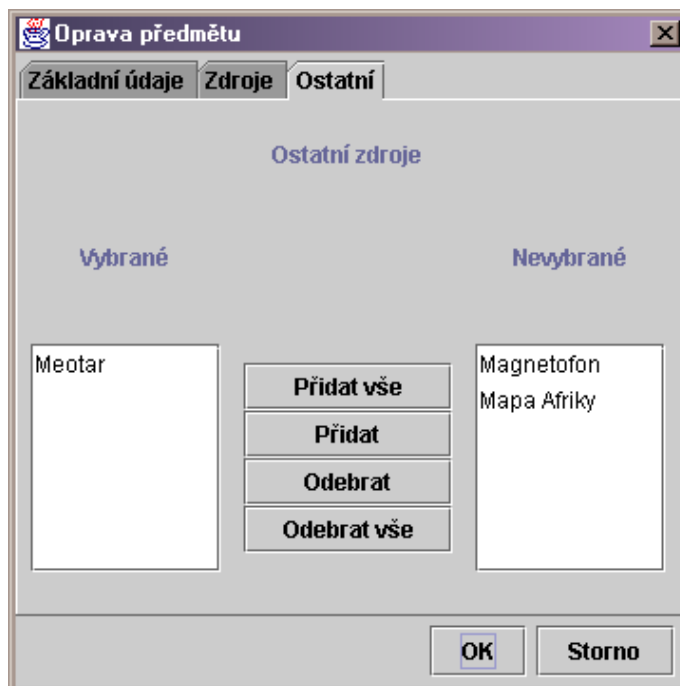 Oprava předmětu
Základní údaje Zdroje Ostatní
Ostatní zdroje
Vybrané Nevybrané
Meotar Magnetofon
Mapa Afriky
Přidat vše
Přidat
Odebrat
Odebrat vše
OK Storno